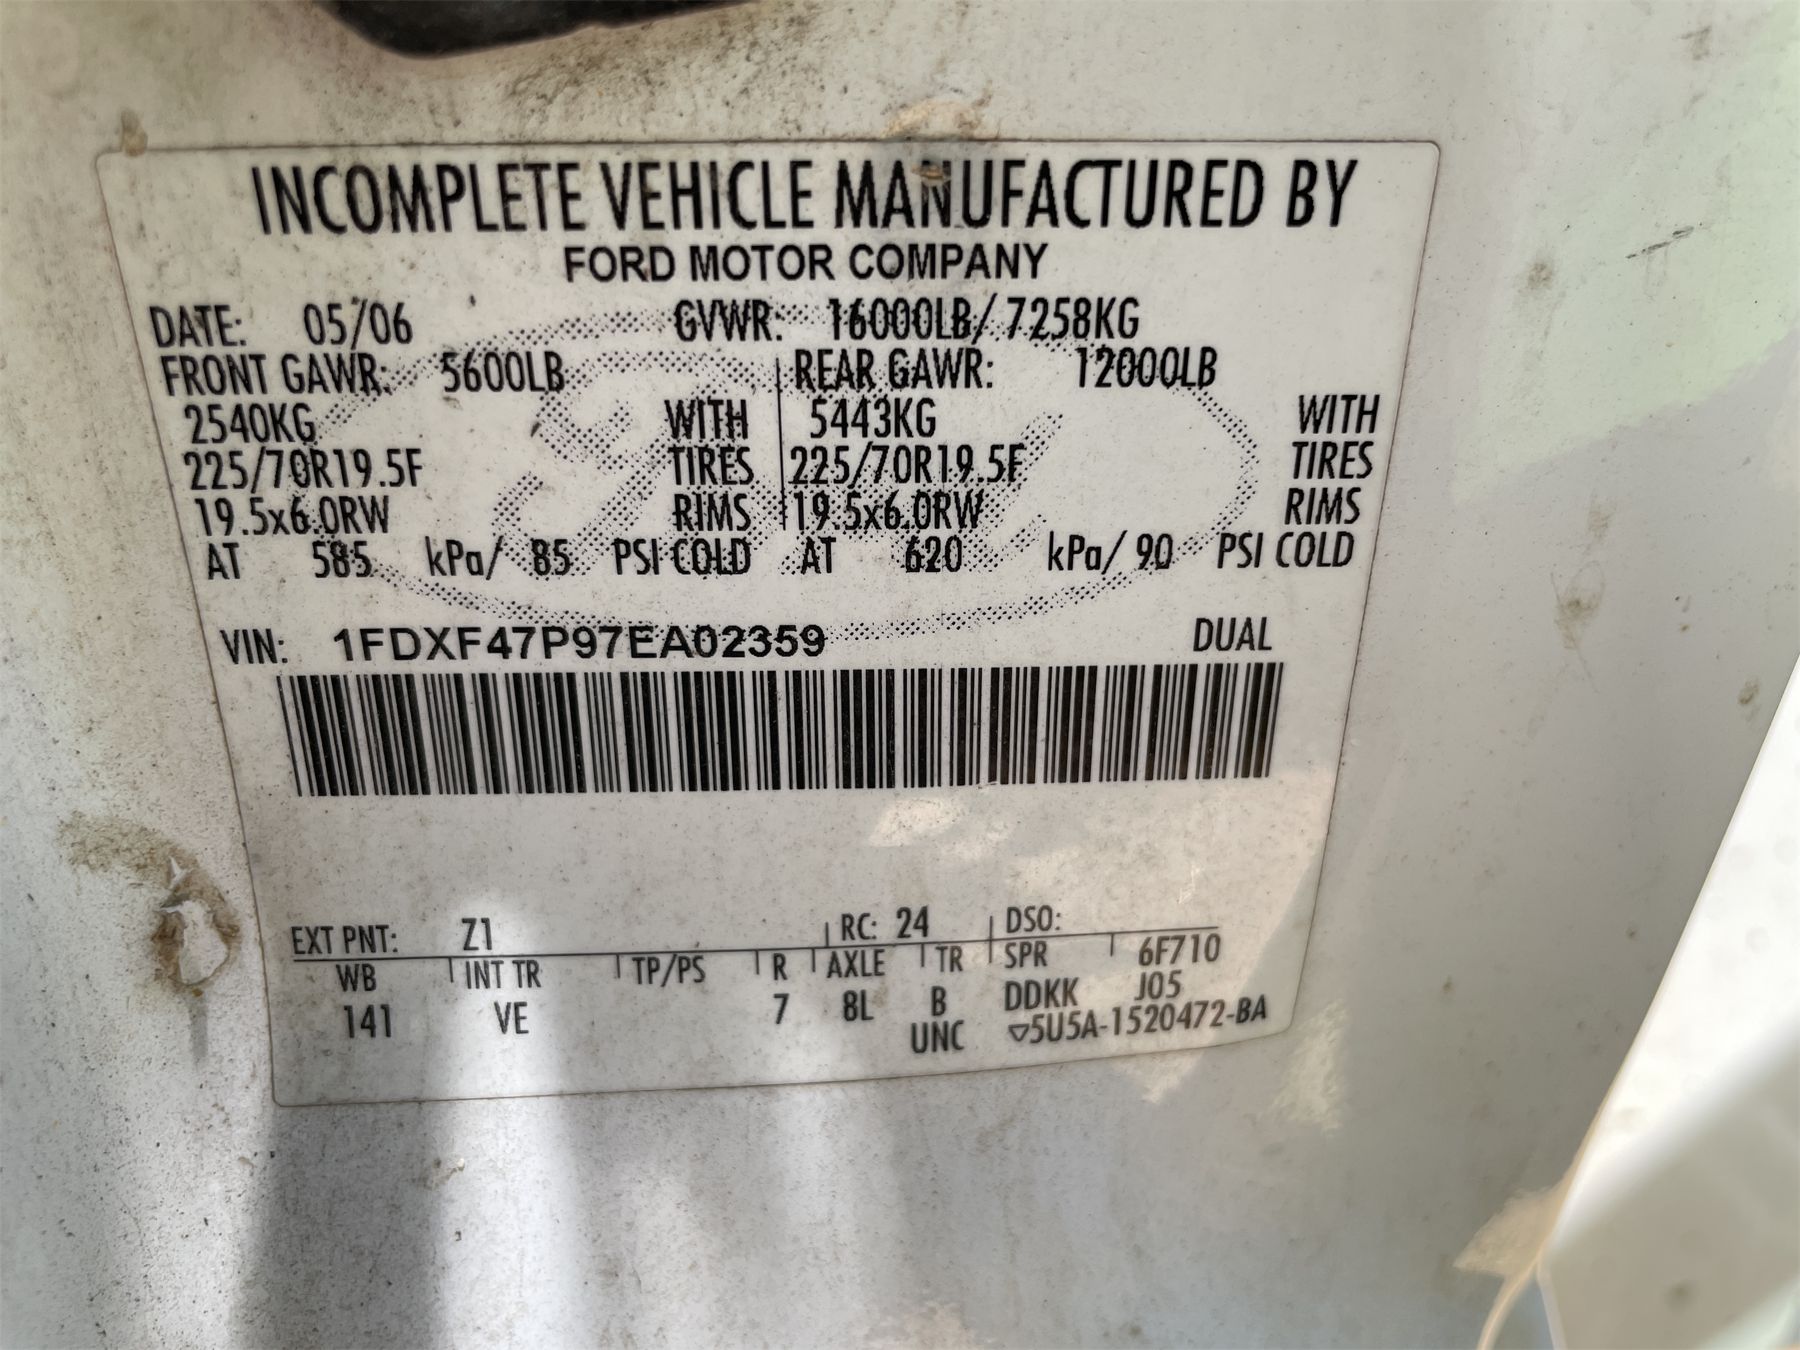 INCOMPLETE VEHICLE MANUFACTURED BY
FORD MOTOR COMPANY
DATE: 05/06 GVWR: 16000LB/ 7258KG
FRONT GAWR: 5600LB REAR GAWR: 12000LB
2540KG WITH 5443KG WITH
225/70R19.5F TIRES 225/70R19.5F TIRES
19.5x6.0RW RIMS 19.5x6.0RW RIMS
AT 585 kPa/ 85 PSI COLD AT 620 kPa/ 90 PSI COLD
VIN: 1FDXF47P97EA02359 DUAL
EXT PNT: Z1 RC: 24 DSO:
WB INT TR TP/PS R AXLE TR SPR 6F710
141 VE 7 8L B DDKK J05
UNC 5U5A-1520472-BA